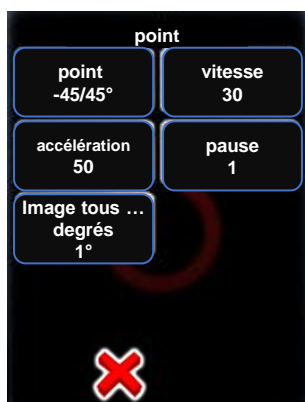 point
point
-45/45°
vitesse
30
accélération
50
pause
1
Image tous …
degrés
1°